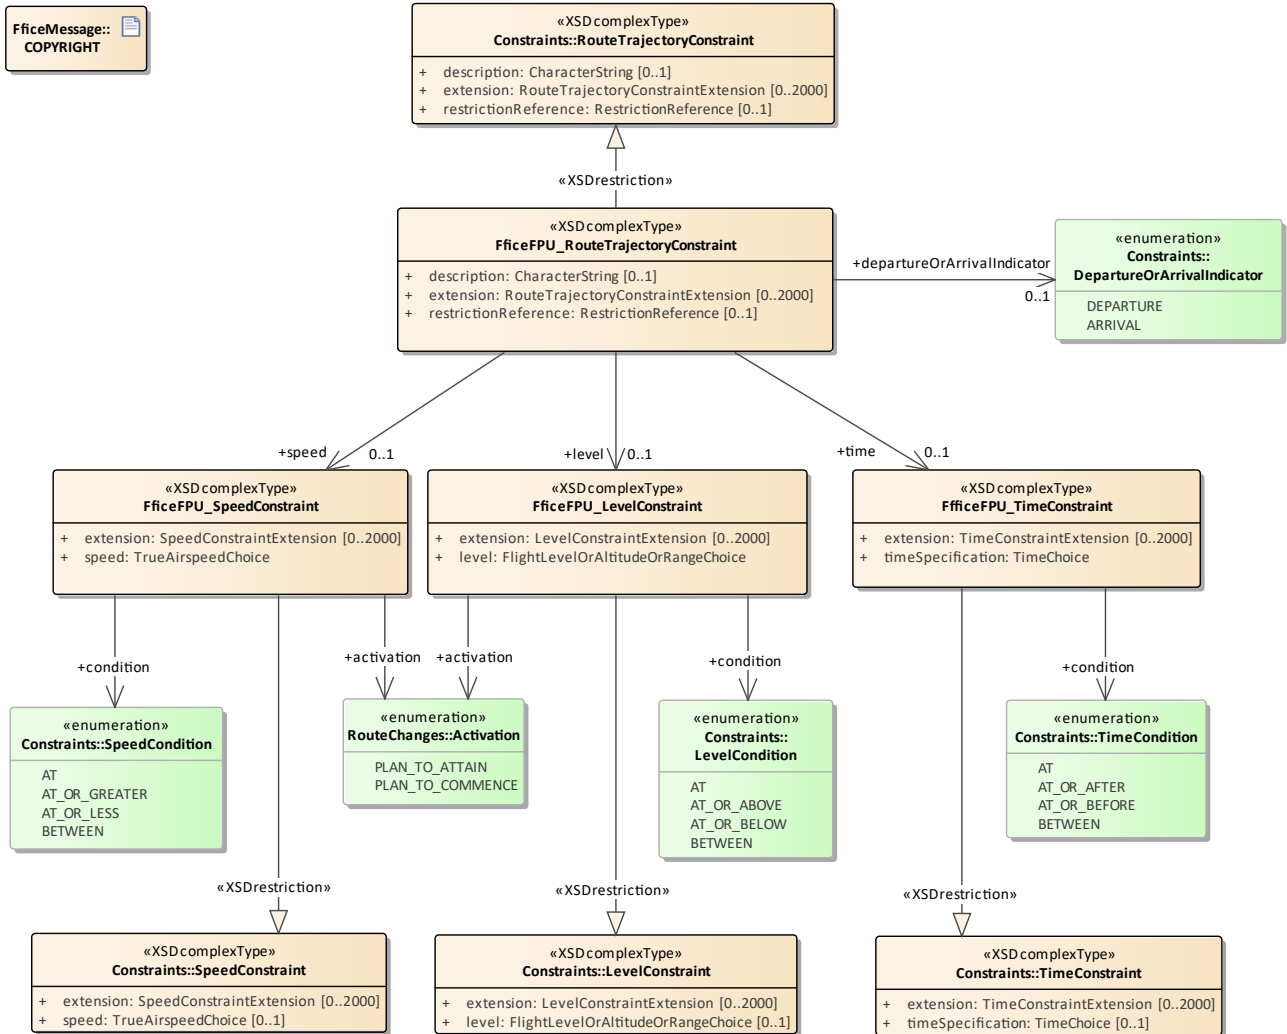 FficeMessage::
COPYRIGHT
«XSDcomplexType»
Constraints::RouteTrajectoryConstraint
+ description: CharacterString [0..1]
+ extension: RouteTrajectoryConstraintExtension [0..2000]
+ restrictionReference: RestrictionReference [0..1]
«XSDrestriction»
«XSDcomplexType»
FficeFPU_RouteTrajectoryConstraint
+ description: CharacterString [0..1]
+ extension: RouteTrajectoryConstraintExtension [0..2000]
+ restrictionReference: RestrictionReference [0..1]
+departureOrArrivalIndicator
0..1
«enumeration»
Constraints::
DepartureOrArrivalIndicator
DEPARTURE
ARRIVAL
+speed
0..1
+level
0..1
+time
0..1
«XSDcomplexType»
FficeFPU_SpeedConstraint
+ extension: SpeedConstraintExtension [0..2000]
+ speed: TrueAirspeedChoice
«XSDcomplexType»
FficeFPU_LevelConstraint
+ extension: LevelConstraintExtension [0..2000]
+ level: FlightLevelOrAltitudeOrRangeChoice
«XSDcomplexType»
FficeFPU_TimeConstraint
+ extension: TimeConstraintExtension [0..2000]
+ timeSpecification: TimeChoice
+condition
+activation
+activation
+condition
+condition
«enumeration»
Constraints::SpeedCondition
AT
AT_OR_GREATER
AT_OR_LESS
BETWEEN
«enumeration»
RouteChanges::Activation
PLAN_TO_ATTAIN
PLAN_TO_COMMENCE
«enumeration»
Constraints::
LevelCondition
AT
AT_OR_ABOVE
AT_OR_BELOW
BETWEEN
«enumeration»
Constraints::TimeCondition
AT
AT_OR_AFTER
AT_OR_BEFORE
BETWEEN
«XSDrestriction»
«XSDrestriction»
«XSDrestriction»
«XSDcomplexType»
Constraints::SpeedConstraint
+ extension: SpeedConstraintExtension [0..2000]
+ speed: TrueAirspeedChoice [0..1]
«XSDcomplexType»
Constraints::LevelConstraint
+ extension: LevelConstraintExtension [0..2000]
+ level: FlightLevelOrAltitudeOrRangeChoice [0..1]
«XSDcomplexType»
Constraints::TimeConstraint
+ extension: TimeConstraintExtension [0..2000]
+ timeSpecification: TimeChoice [0..1]